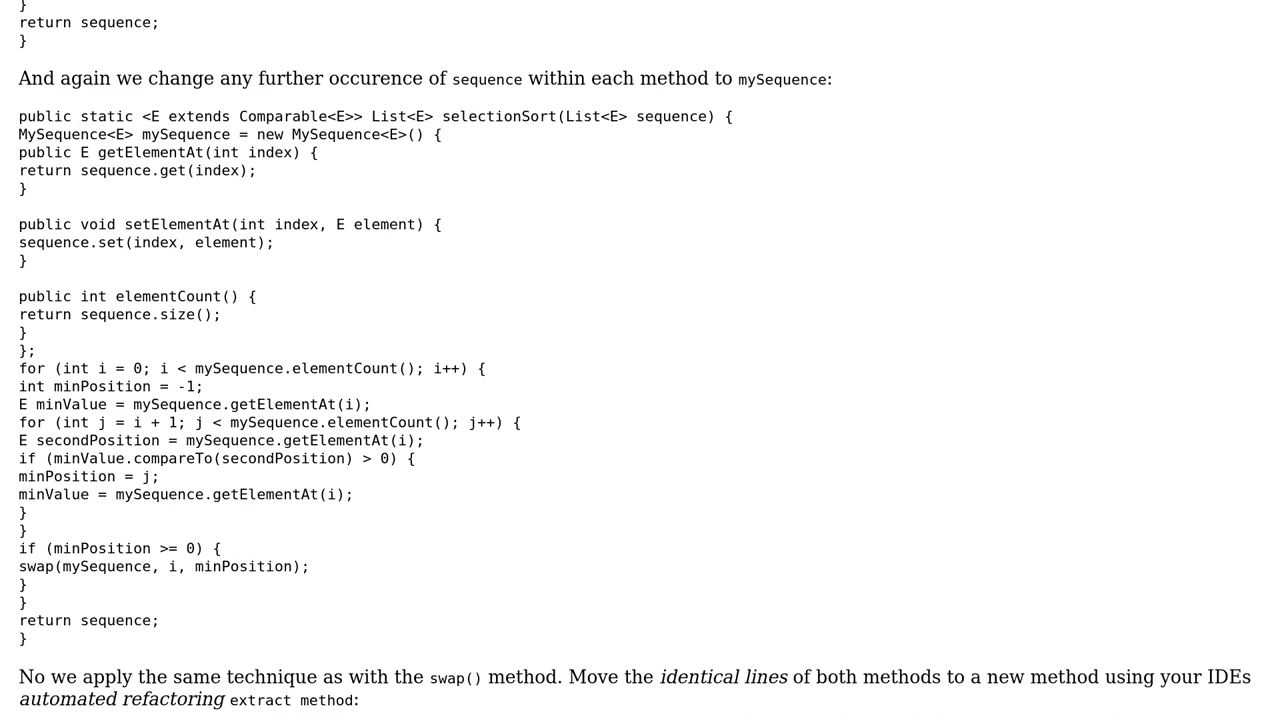 }
return sequence;
}
And again we change any further occurence of sequence within each method to mySequence:
public static <E extends Comparable<E>> List<E> selectionSort(List<E> sequence) {
MySequence<E> mySequence = new MySequence<E>() {
public E getElementAt(int index) {
return sequence.get(index);
}
public void setElementAt(int index, E element) {
sequence.set(index, element);
}
public int elementCount() {
return sequence.size();
}
};
for (int i = 0; i < mySequence.elementCount(); i++) {
int minPosition = -1;
E minValue = mySequence.getElementAt(i);
for (int j = i + 1; j < mySequence.elementCount(); j++) {
E secondPosition = mySequence.getElementAt(i);
if (minValue.compareTo(secondPosition) > 0) {
minPosition = j;
minValue = mySequence.getElementAt(i);
}
}
if (minPosition >= 0) {
swap(mySequence, i, minPosition);
}
}
return sequence;
}
No we apply the same technique as with the swap() method. Move the identical lines of both methods to a new method using your IDEs
automated refactoring extract method: